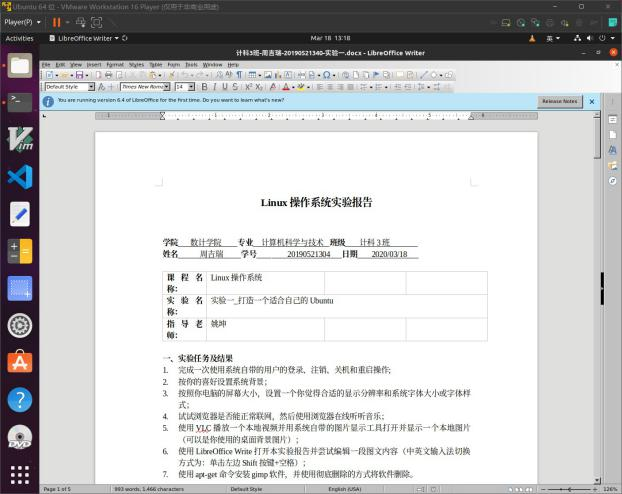 Ubuntu 64 位 - VMware Workstation 16 Player (仅用于非商业用途)
Player(P)
Activities LibreOffice Writer Mar 18 13:18 英
计科3班-周吉瑞-20190521340-实验一.docx - LibreOffice Writer
File Edit View Insert Format Styles Table Form Tools Window Help
Default Style Times New Roman 14
You are running version 6.4 of LibreOffice for the first time. Do you want to learn what's new? Release Notes
Linux 操作系统实验报告
学院 数计学院 专业 计算机科学与技术 班级 计科 3 班
姓名 周吉瑞 学号 20190521304 日期 2020/03/18
课 程 名 Linux 操作系统
称:
实 验 名 实验一_打造一个适合自己的 Ubuntu
称:
指 导 老 姚坤
师:
一、实验任务及结果
1. 完成一次使用系统自带的用户的登录、注销、关机和重启操作;
2. 按你的喜好设置系统背景;
3. 按照你电脑的屏幕大小，设置一个你觉得合适的显示分辨率和系统字体大小或字体样
式;
4. 试试浏览器是否能正常联网，然后使用浏览器在线听听音乐;
5. 使用 VLC 播放一个本地视频并用系统自带的图片显示工具打开并显示一个本地图片
（可以是你使用的桌面背景图片）;
6. 使用 LibreOffice Write 打开本实验报告并尝试编辑一段图文内容（中英文输入法切换
方式为：单击左边 Shift 按键+空格）;
7. 使用 apt-get 命令安装 gimp 软件，并使用彻底删除的方式将软件删除。
Page 1 of 5 993 words, 1,466 characters Default Style English (USA) 126%